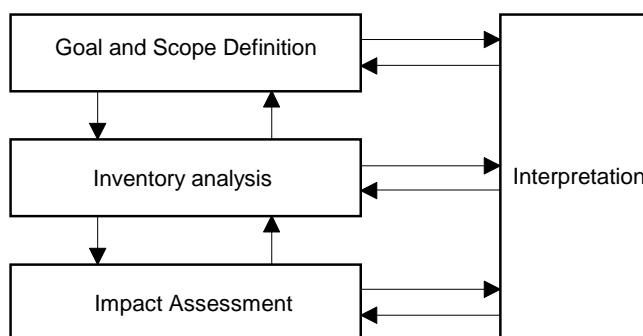 Goal and Scope Definition
Inventory analysis
Interpretation
Impact Assessment